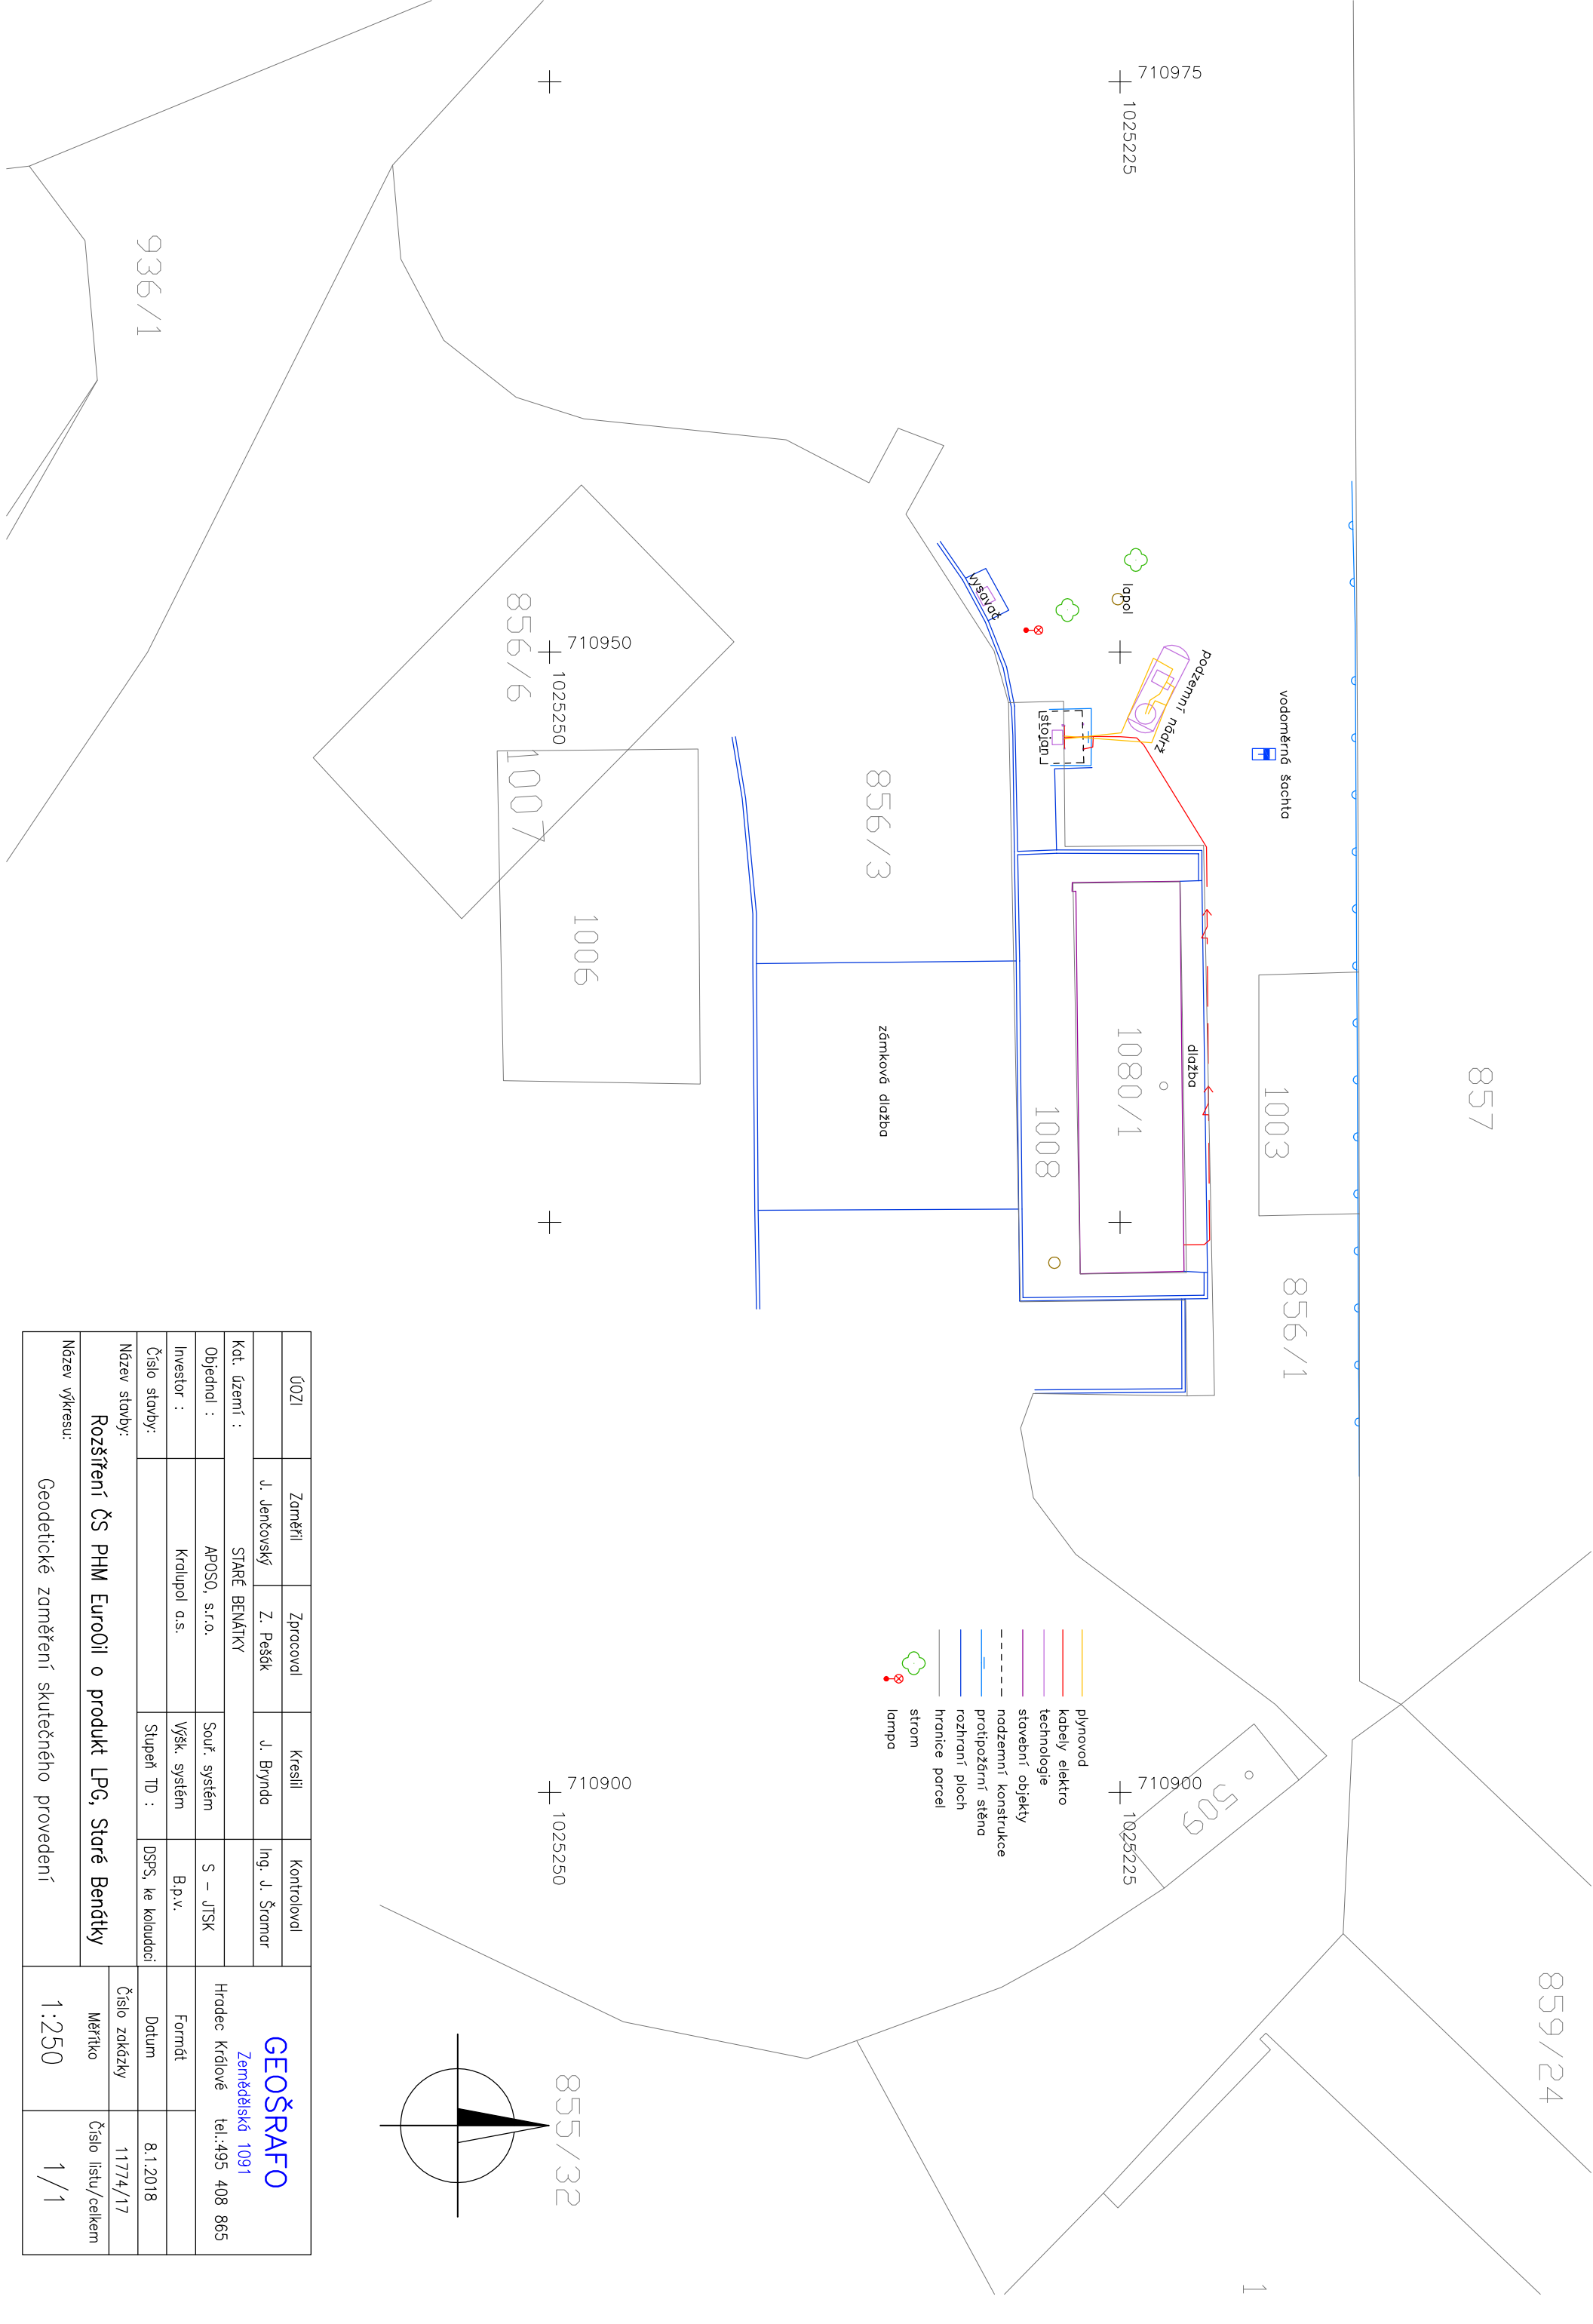 710975
1025225
936/1
857
lapol
vysavač
podzemní nádrž
vodoměrná šachta
stojan
710950
1025250
856/6
1007
856/3
1006
zámková dlažba
dlažba
1080/1
1008
1003
856/1
plynovod
kabely elektro
technologie
stavební objekty
nadzemní konstrukce
protipožární stěna
rozhraní ploch
hranice parcel
strom
lampa
710900
1025225
710900
1025250
509
859/24
855/32
1
ÚOZI Zaměřil Zpracoval Kreslil Kontroloval
J. Jenčovský Z. Pešák J. Brynda Ing. J. Šramar
Kat. území : STARÉ BENÁTKY
Objednal : APOSO, s.r.o. Souř. systém S – JTSK
Investor : Kralupol a.s. Výšk. systém B.p.v.
Číslo stavby: Stupeň TD : DSPS, ke kolaudaci
Název stavby:
Rozšíření ČS PHM EuroOil o produkt LPG, Staré Benátky
Název výkresu:
Geodetické zaměření skutečného provedení
GEOŠRAFO
Zemědělská 1091
Hradec Králové tel.:495 408 865
Formát
Datum 8.1.2018
Číslo zakázky 11774/17
Měřítko Číslo listu/celkem
1:250 1/1